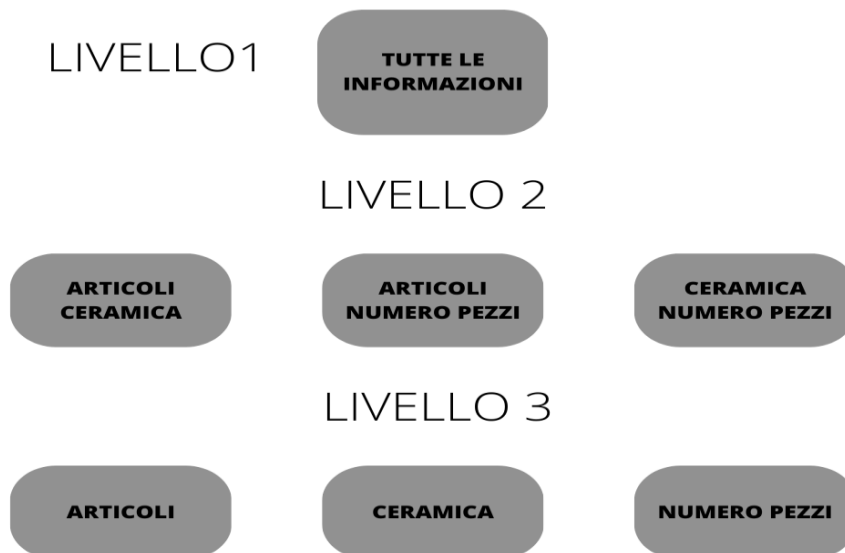 LIVELLO1
TUTTE LE
INFORMAZIONI
LIVELLO 2
ARTICOLI
CERAMICA
ARTICOLI
NUMERO PEZZI
CERAMICA
NUMERO PEZZI
LIVELLO 3
ARTICOLI
CERAMICA
NUMERO PEZZI